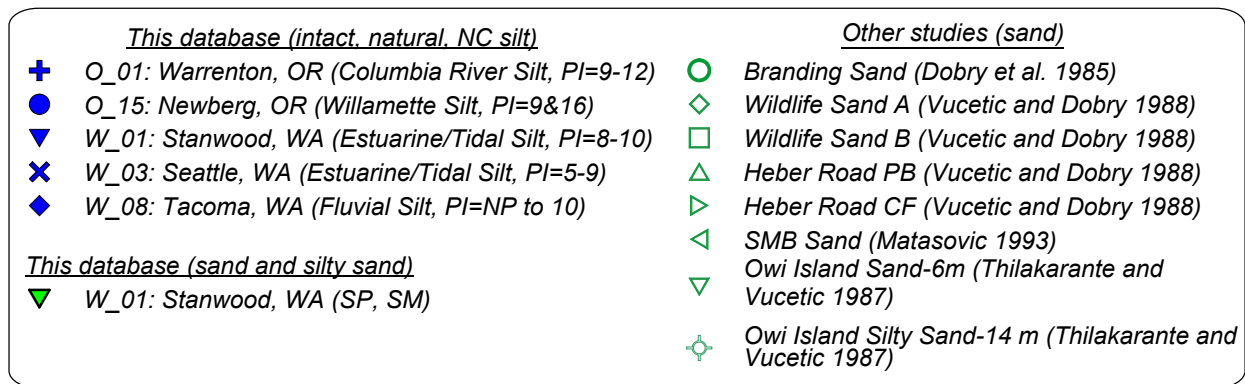 This database (intact, natural, NC silt)
O_01: Warrenton, OR (Columbia River Silt, PI=9-12)
O_15: Newberg, OR (Willamette Silt, PI=9&16)
W_01: Stanwood, WA (Estuarine/Tidal Silt, PI=8-10)
W_03: Seattle, WA (Estuarine/Tidal Silt, PI=5-9)
W_08: Tacoma, WA (Fluvial Silt, PI=NP to 10)
This database (sand and silty sand)
W_01: Stanwood, WA (SP, SM)
Other studies (sand)
Branding Sand (Dobry et al. 1985)
Wildlife Sand A (Vucetic and Dobry 1988)
Wildlife Sand B (Vucetic and Dobry 1988)
Heber Road PB (Vucetic and Dobry 1988)
Heber Road CF (Vucetic and Dobry 1988)
SMB Sand (Matasovic 1993)
Owi Island Sand-6m (Thilakarante and
Vucetic 1987)
Owi Island Silty Sand-14 m (Thilakarante and
Vucetic 1987)